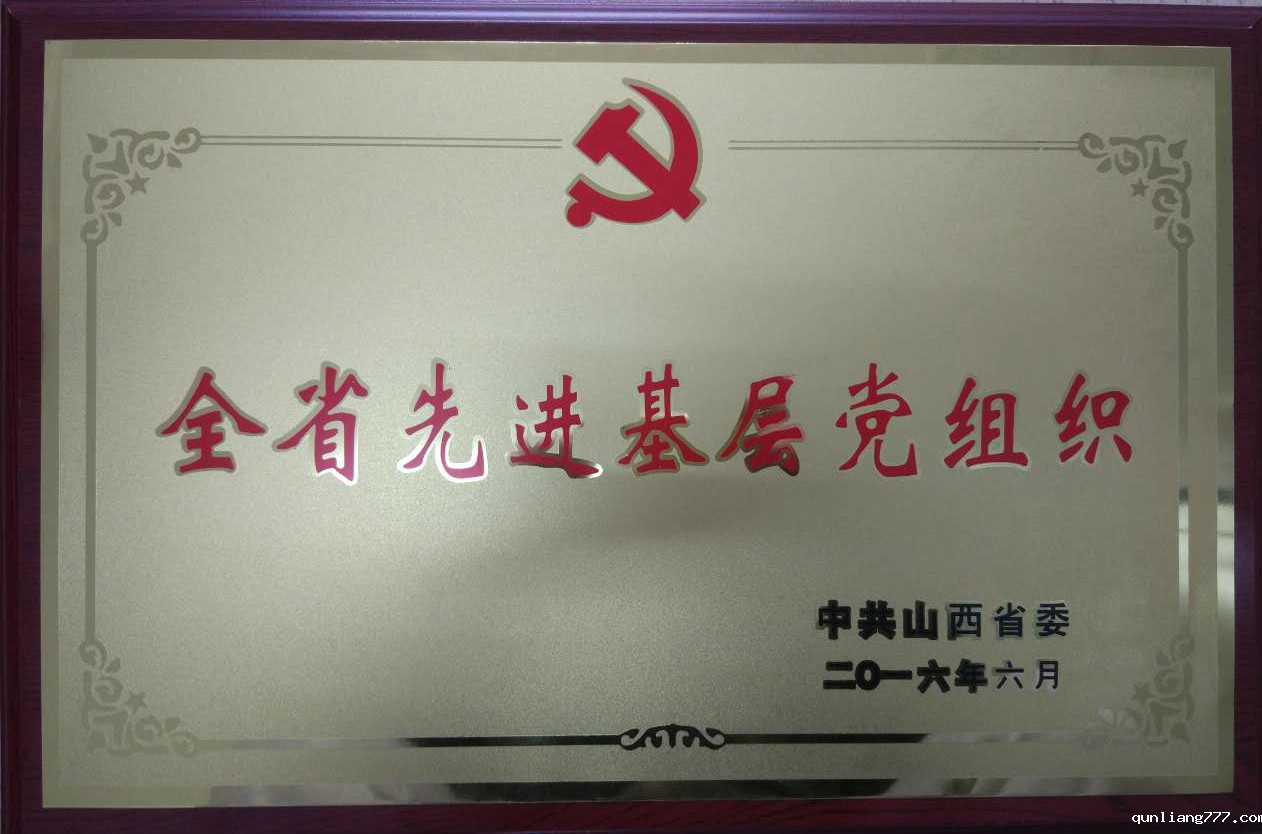 全省先进基层党组织
中共山西省委
二〇一六年六月
qunliang777.com